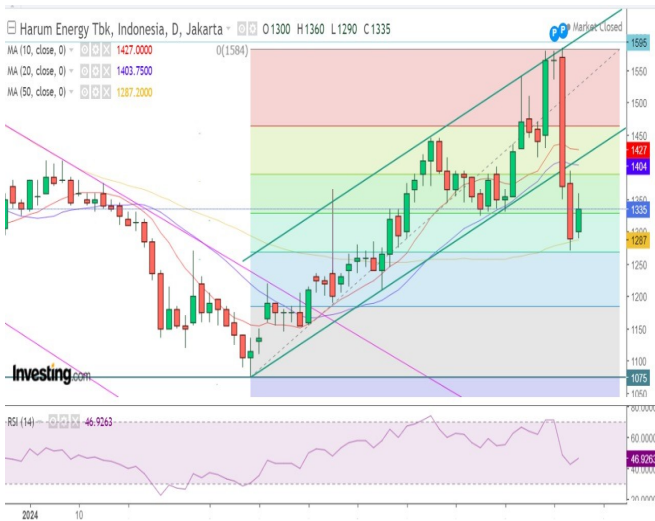 Harum Energy Tbk, Indonesia, D, Jakarta O1300 H1360 L1290 C1335
Market Closed
MA (10, close, 0) 1427.0000
MA (20, close, 0) 1403.7500
MA (50, close, 0) 1287.2000
0(1584)
P P
1595
1550
1500
1450
1427
1404
1350
1335
1300
1287
1250
1200
1150
1100
1075
1050
Investing.com
RSI (14) 46.9263
80.0000
60.0000
46.9263
20.0000
2024 10